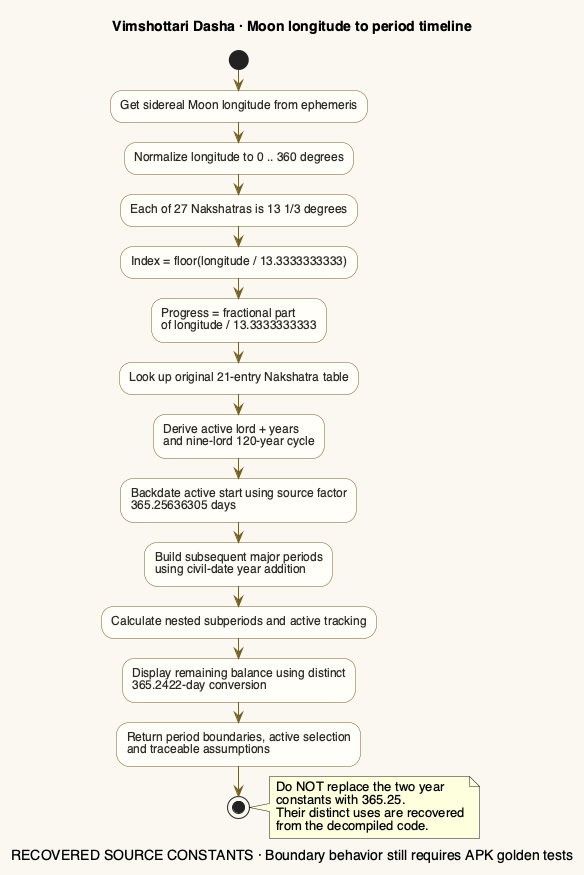 Vimshottari Dasha · Moon longitude to period timeline
Get sidereal Moon longitude from ephemeris
Normalize longitude to 0 .. 360 degrees
Each of 27 Nakshatras is 13 1/3 degrees
Index = floor(longitude / 13.3333333333)
Progress = fractional part
of longitude / 13.3333333333
Look up original 21-entry Nakshatra table
Derive active lord + years
and nine-lord 120-year cycle
Backdate active start using source factor
365.25636305 days
Build subsequent major periods
using civil-date year addition
Calculate nested subperiods and active tracking
Display remaining balance using distinct
365.2422-day conversion
Return period boundaries, active selection
and traceable assumptions
Do NOT replace the two year
constants with 365.25.
Their distinct uses are recovered
from the decompiled code.
RECOVERED SOURCE CONSTANTS · Boundary behavior still requires APK golden tests